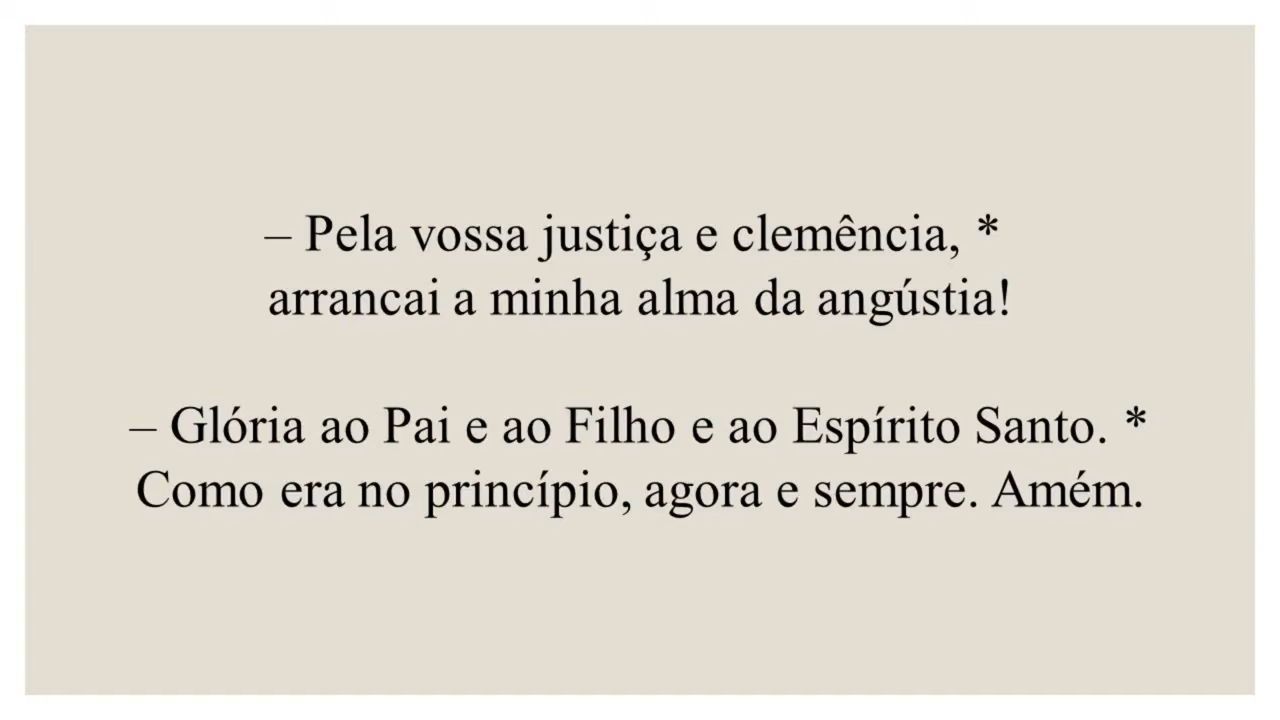 – Pela vossa justiça e clemência, *
arrancai a minha alma da angústia!
– Glória ao Pai e ao Filho e ao Espírito Santo. *
Como era no princípio, agora e sempre. Amém.